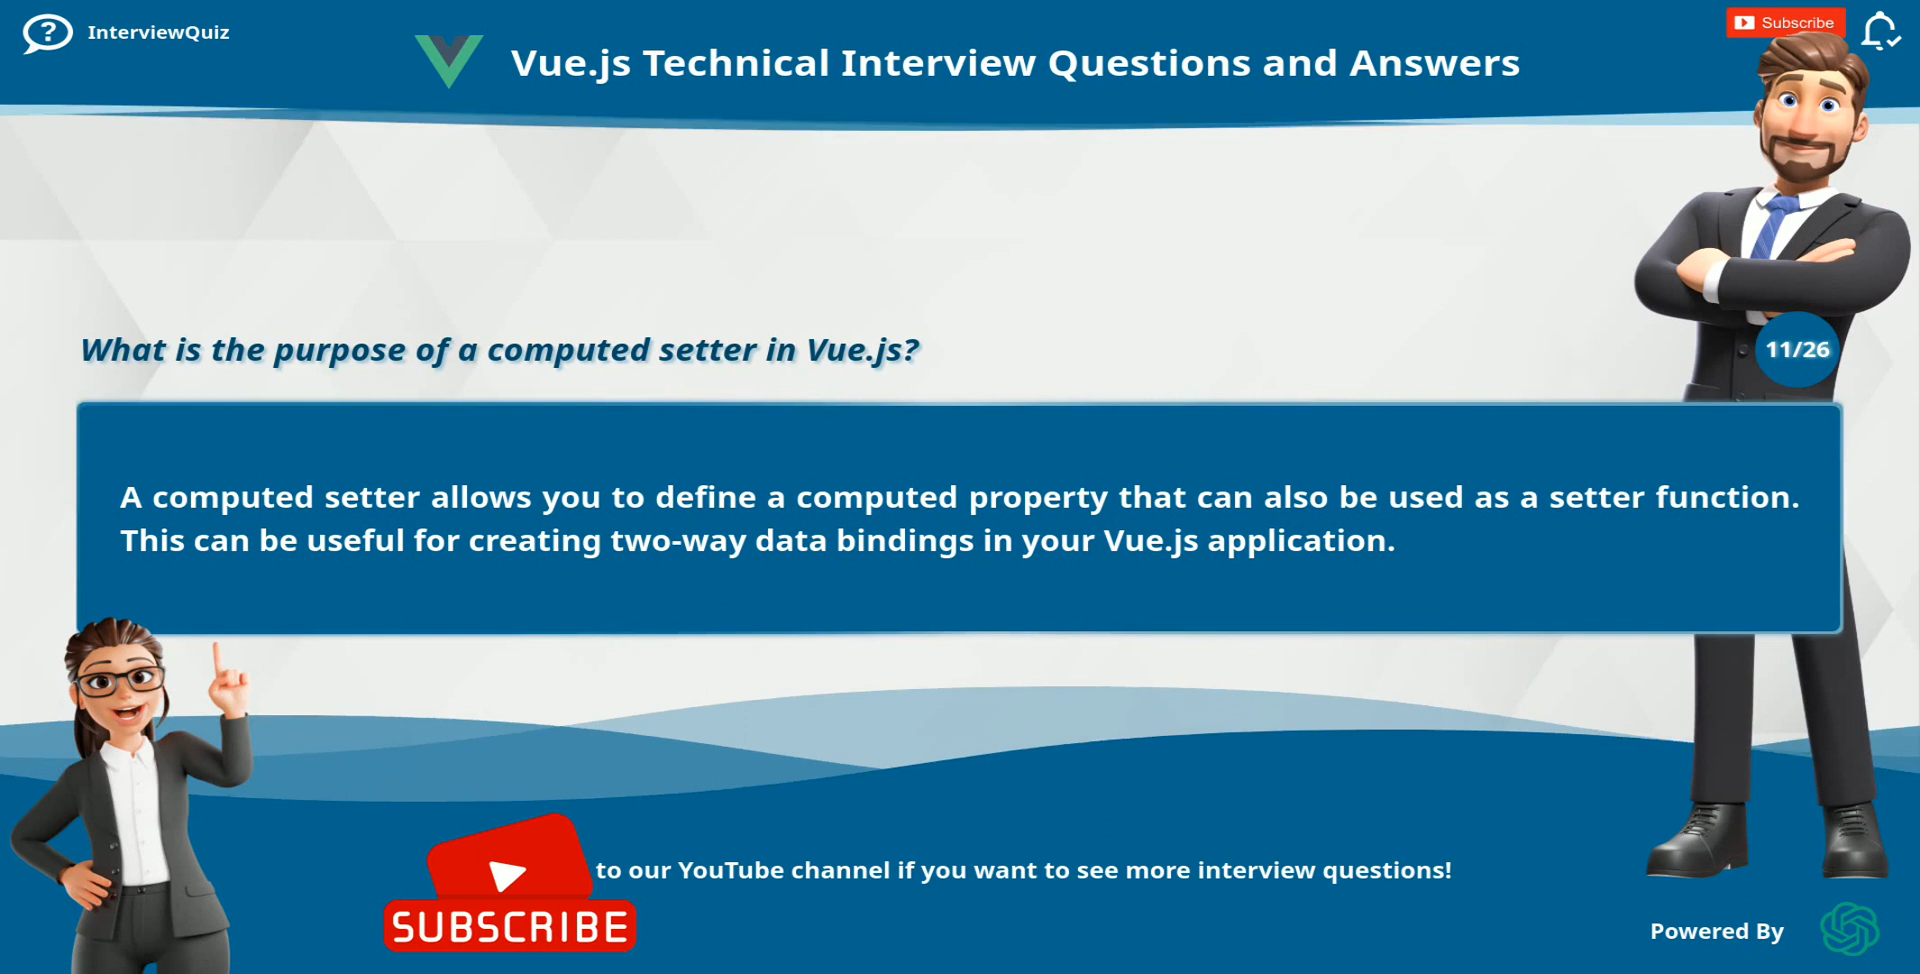 InterviewQuiz
Subscribe
Vue.js Technical Interview Questions and Answers
What is the purpose of a computed setter in Vue.js?
11/26
A computed setter allows you to define a computed property that can also be used as a setter function.
This can be useful for creating two-way data bindings in your Vue.js application.
to our YouTube channel if you want to see more interview questions!
SUBSCRIBE
Powered By